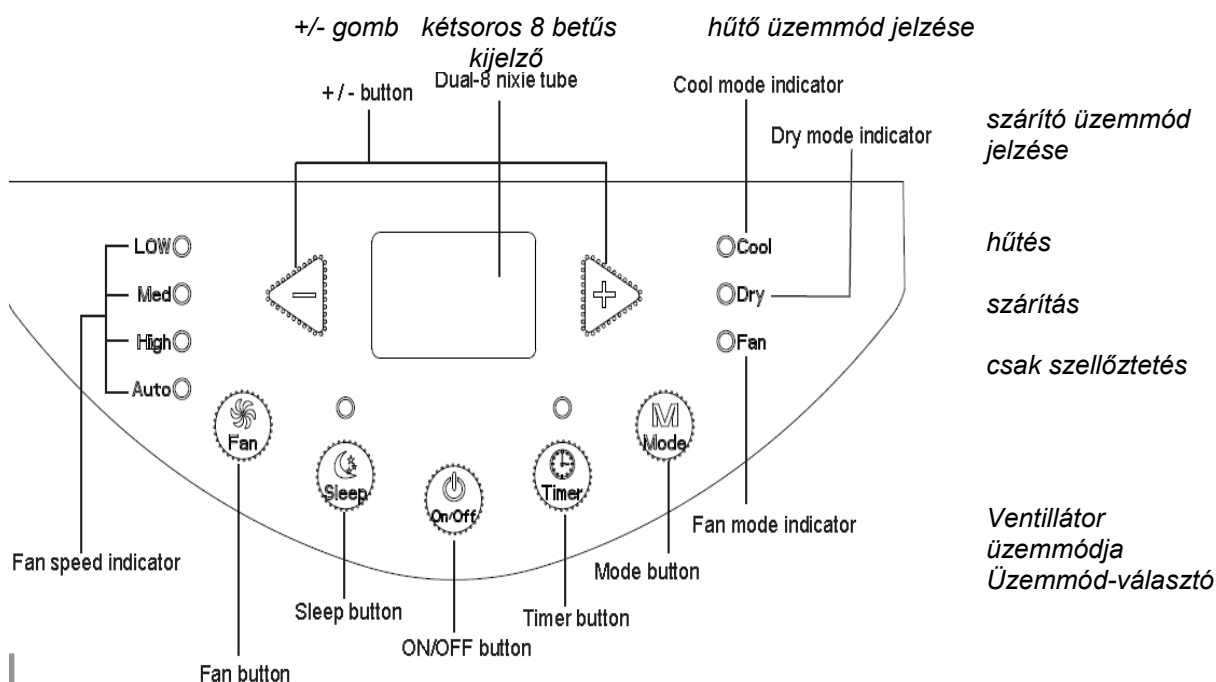 +/- gomb kétsoros 8 betűs hűtő üzemmód jelzése
kijelző
Dual-8 nixie tube
+ / - button
Cool mode indicator
Dry mode indicator
szárító üzemmód
jelzése
LOW
Med
High
Auto
Cool
Dry
Fan
hűtés
szárítás
csak szellőztetés
Fan
Sleep
On/Off
Timer
M
Mode
Fan speed indicator
Fan mode indicator
Mode button
Sleep button
Timer button
ON/OFF button
Fan button
Ventillátor
üzemmódja
Üzemmód-választó